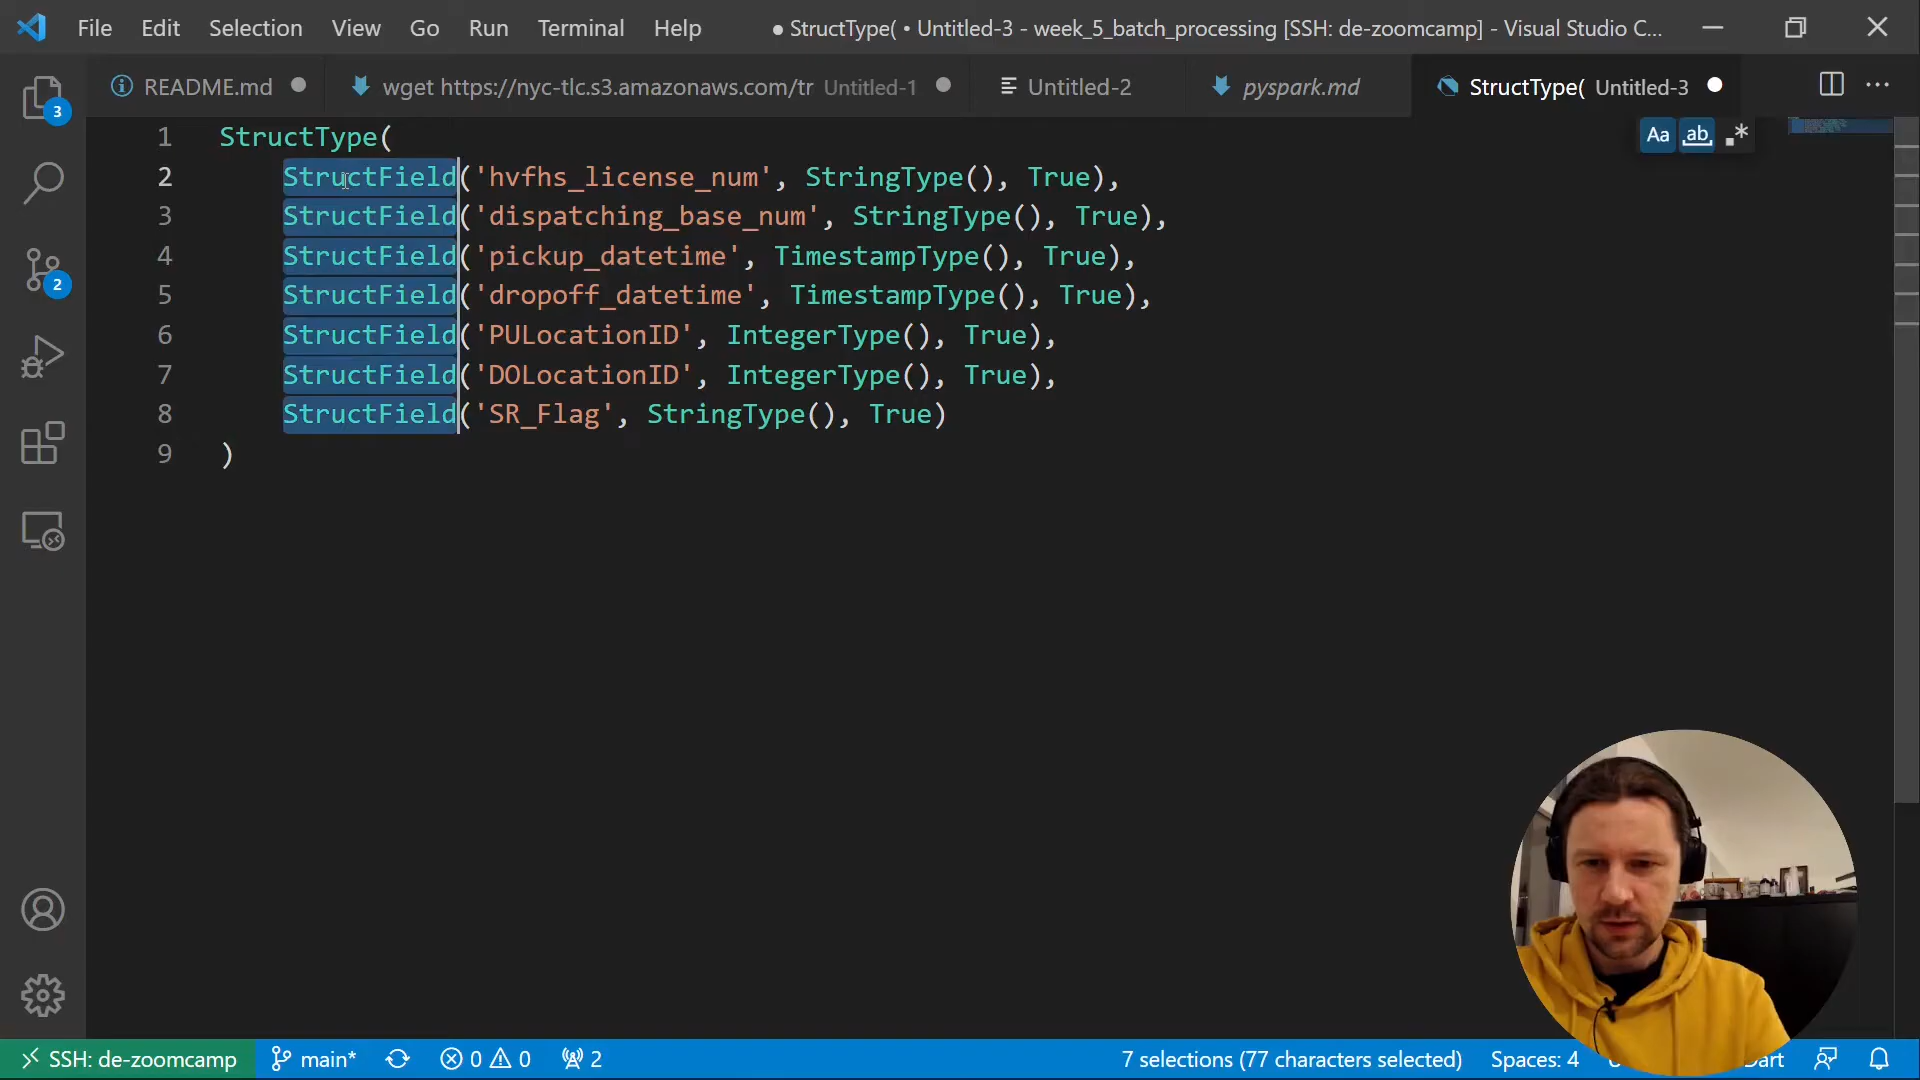 File Edit Selection View Go Run Terminal Help ● StructType( • Untitled-3 - week_5_batch_processing [SSH: de-zoomcamp] - Visual Studio C...
README.md wget https://nyc-tlc.s3.amazonaws.com/tr Untitled-1 Untitled-2 pyspark.md StructType( Untitled-3
Aa ab .*
1 StructType(
2 StructField('hvfhs_license_num', StringType(), True),
3 StructField('dispatching_base_num', StringType(), True),
4 StructField('pickup_datetime', TimestampType(), True),
5 StructField('dropoff_datetime', TimestampType(), True),
6 StructField('PULocationID', IntegerType(), True),
7 StructField('DOLocationID', IntegerType(), True),
8 StructField('SR_Flag', StringType(), True)
9 )
3
2
SSH: de-zoomcamp main* 0 0 2 7 selections (77 characters selected) Spaces: 4